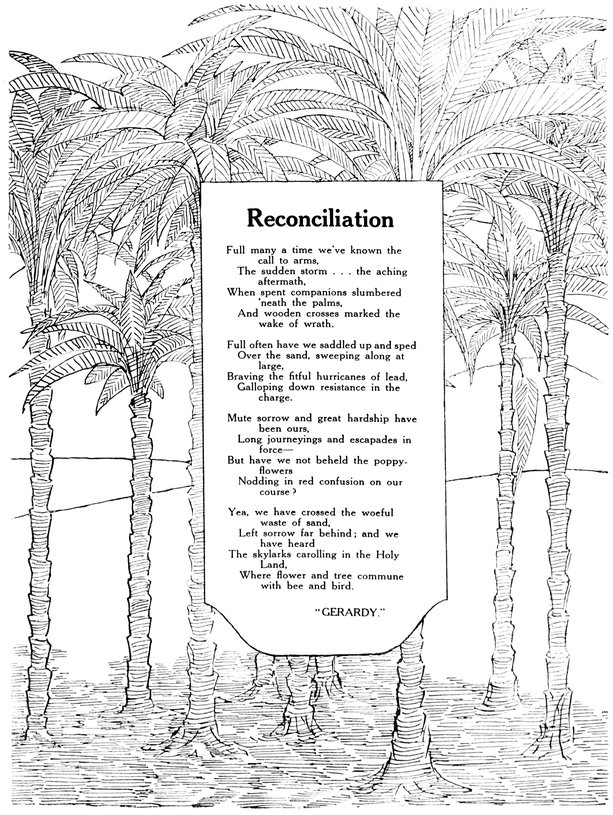 Reconciliation
Full many a time we've known the
call to arms,
The sudden storm . . . the aching
aftermath,
When spent companions slumbered
'neath the palms,
And wooden crosses marked the
wake of wrath.
Full often have we saddled up and sped
Over the sand, sweeping along at
large,
Braving the fitful hurricanes of lead,
Galloping down resistance in the
charge.
Mute sorrow and great hardship have
been ours,
Long journeyings and escapades in
force—
But have we not beheld the poppy-
flowers
Nodding in red confusion on our
course?
Yea, we have crossed the woeful
waste of sand,
Left sorrow far behind; and we
have heard
The skylarks carolling in the Holy
Land,
Where flower and tree commune
with bee and bird.
"GERARDY."